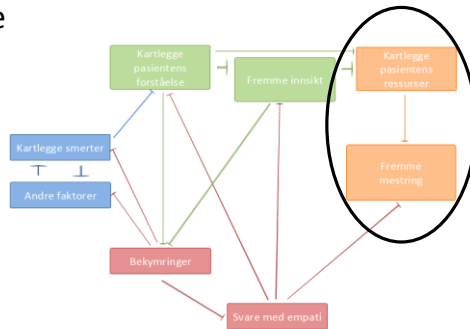 e
Kartlegge
pasientens
forståelse
Fremme innsikt
Kartlegge
pasientens
ressurser
Kartlegge smerter
Andre faktorer
Fremme
mestring
Bekymringer
Svare med empati